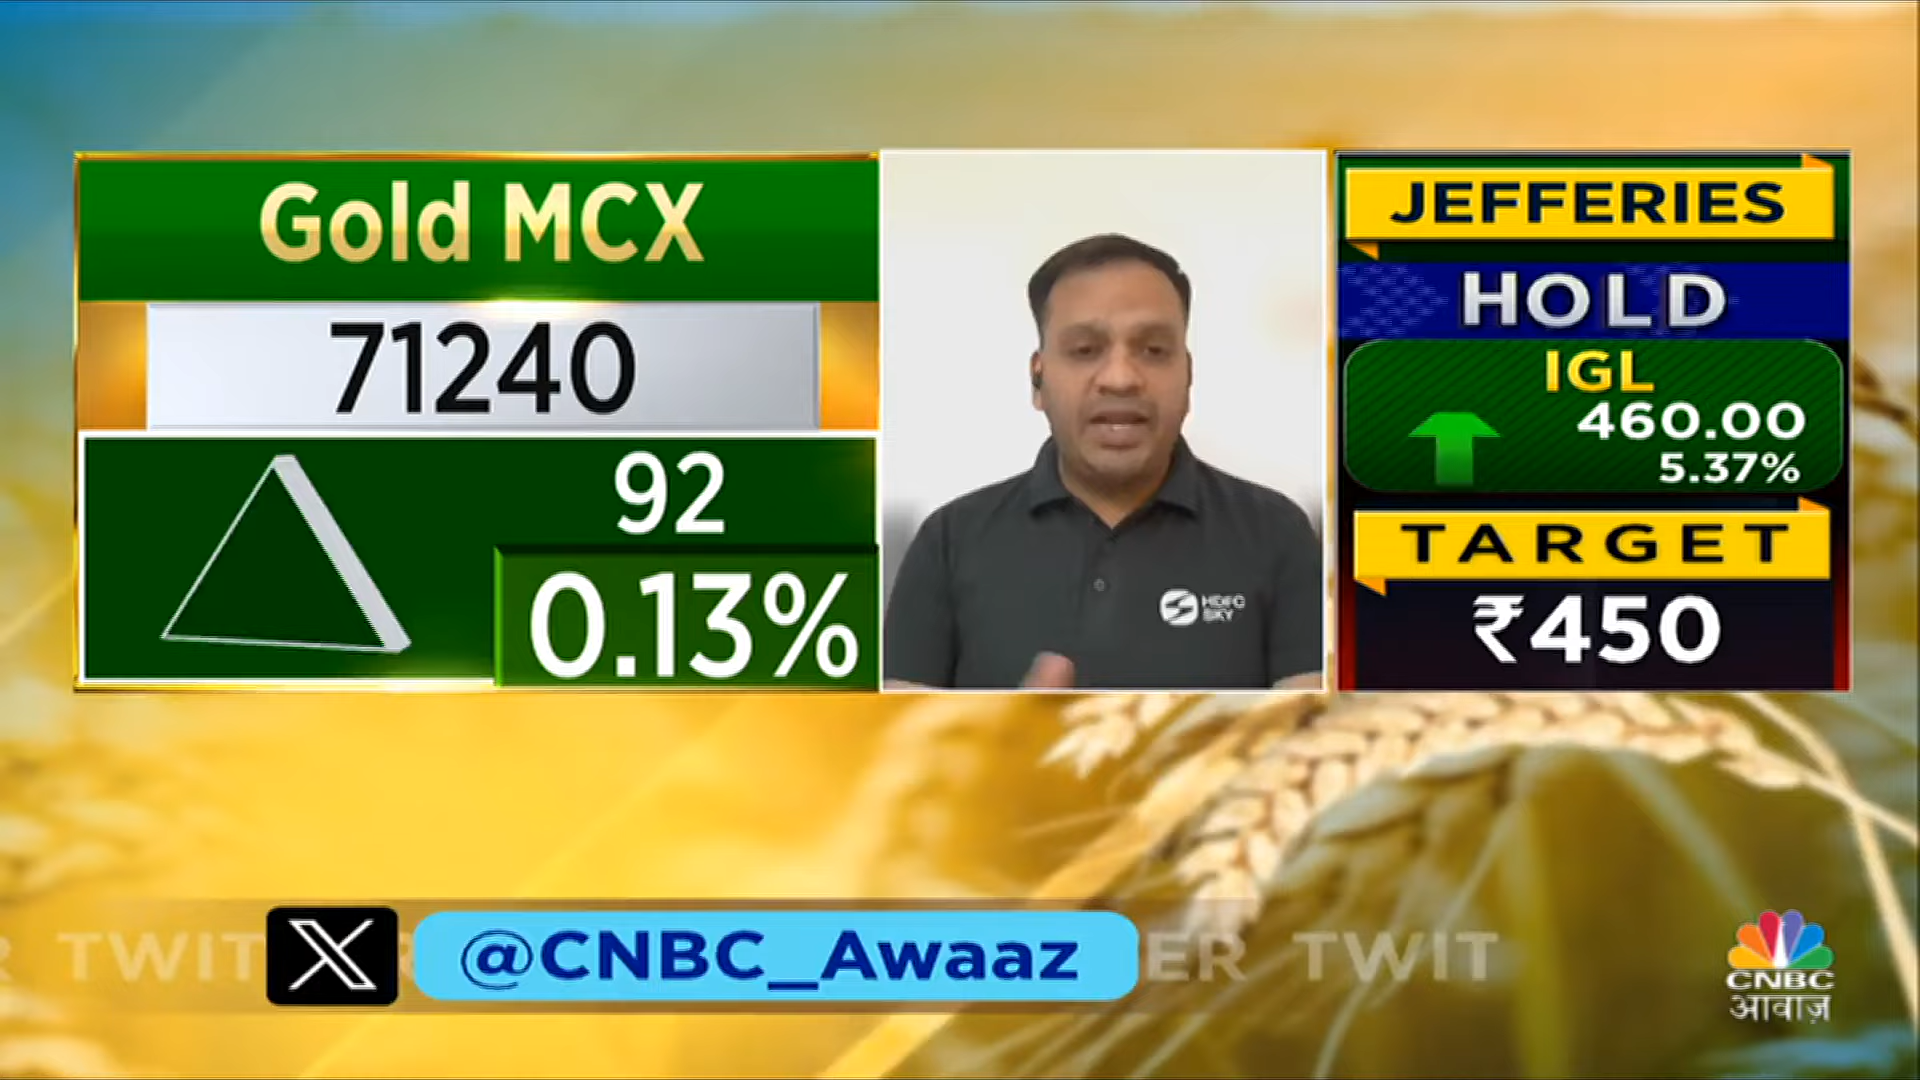 Gold MCX
71240
92
0.13%
HDFC
SKY
JEFFERIES
HOLD
IGL
460.00
5.37%
TARGET
₹450
R TWIT
X
@CNBC_Awaaz
ER TWIT
CNBC
आवाज़